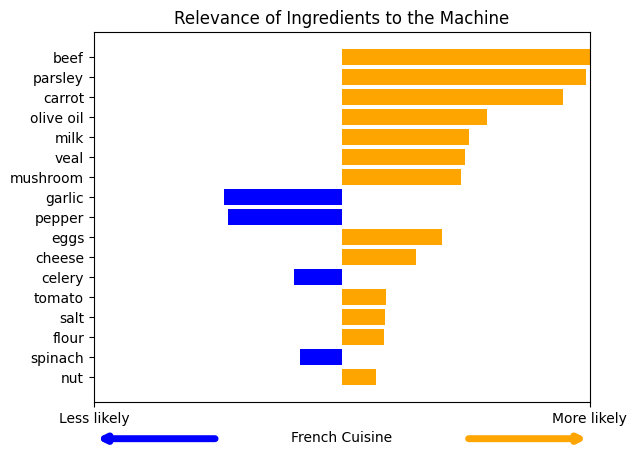 Relevance of Ingredients to the Machine
beef
parsley
carrot
olive oil
milk
veal
mushroom
garlic
pepper
eggs
cheese
celery
tomato
salt
flour
spinach
nut
Less likely
More likely
French Cuisine